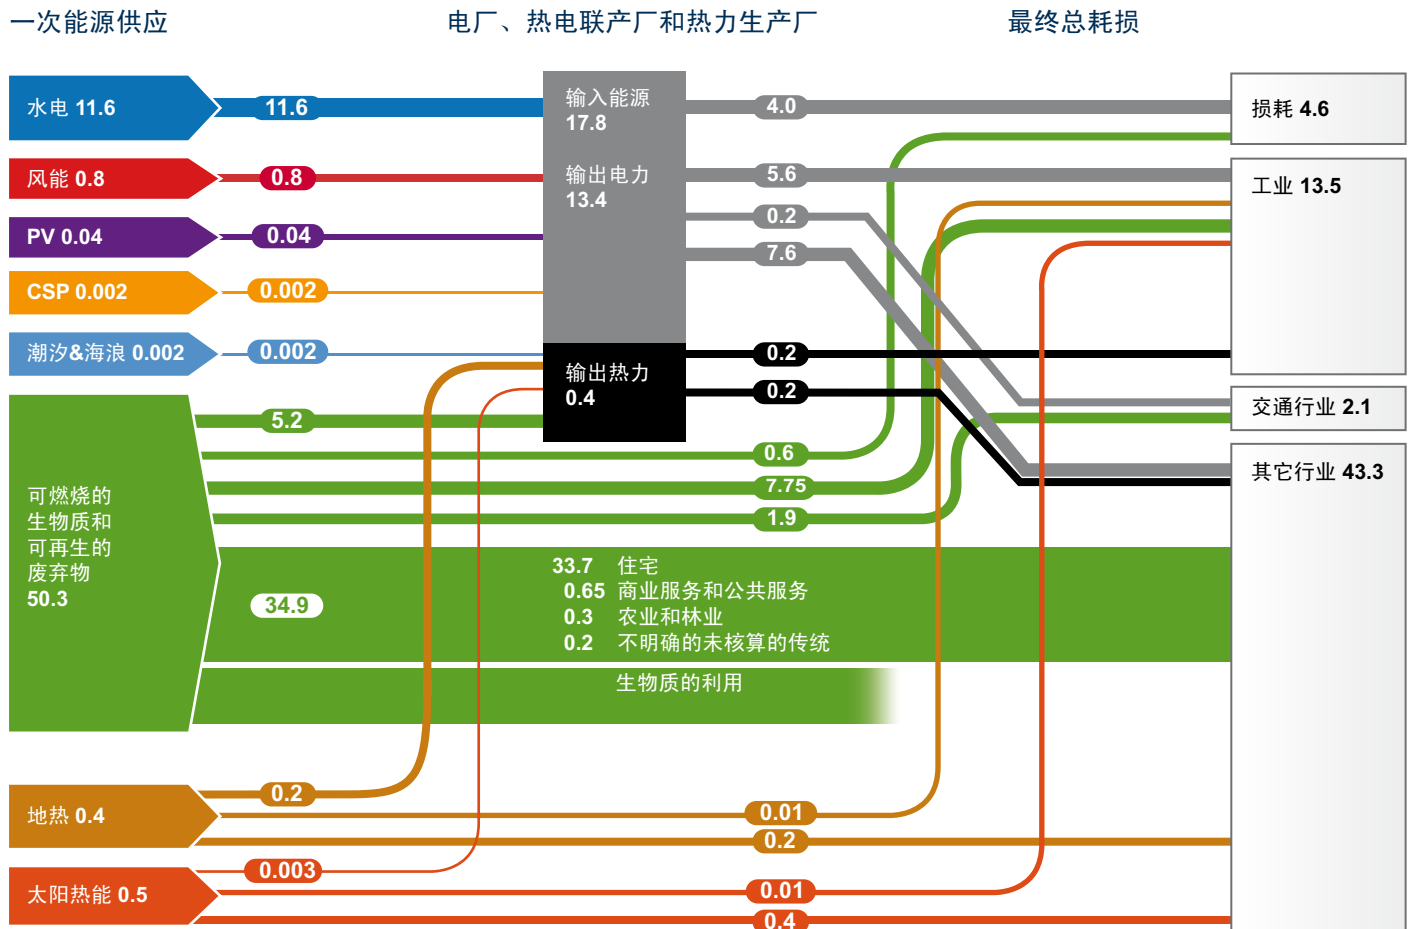 一次能源供应
电厂、热电联产厂和热力生产厂
最终总耗损
水电 11.6
11.6
风能 0.8
0.8
PV 0.04
0.04
CSP 0.002
0.002
潮汐&海浪 0.002
0.002
输入能源
17.8
输出电力
13.4
输出热力
0.4
4.0
5.6
0.2
7.6
0.2
0.2
损耗 4.6
工业 13.5
交通行业 2.1
其它行业 43.3
可燃烧的
生物质和
可再生的
废弃物
50.3
5.2
0.6
7.75
1.9
34.9
33.7 住宅
0.65 商业服务和公共服务
0.3 农业和林业
0.2 不明确的未核算的传统
生物质的利用
地热 0.4
0.2
0.01
0.2
太阳热能 0.5
0.003
0.01
0.4